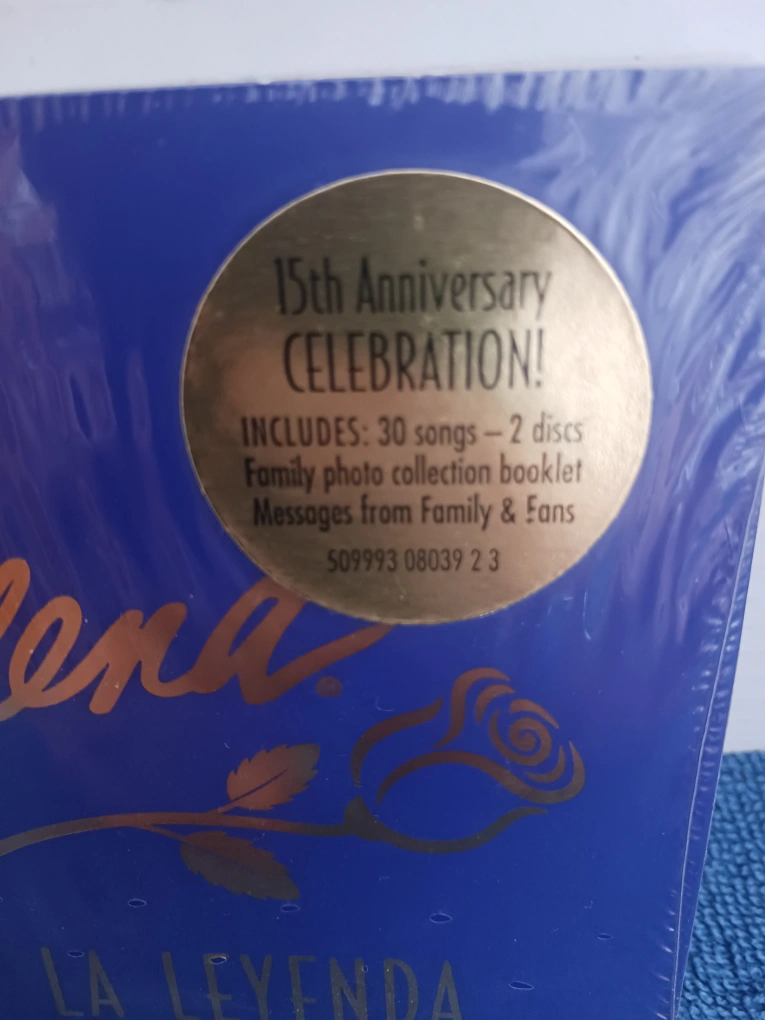 15th Anniversary
CELEBRATION!
INCLUDES: 30 songs – 2 discs
Family photo collection booklet
Messages from Family & Fans
509993 08039 2 3
lena
LA LEYENDA